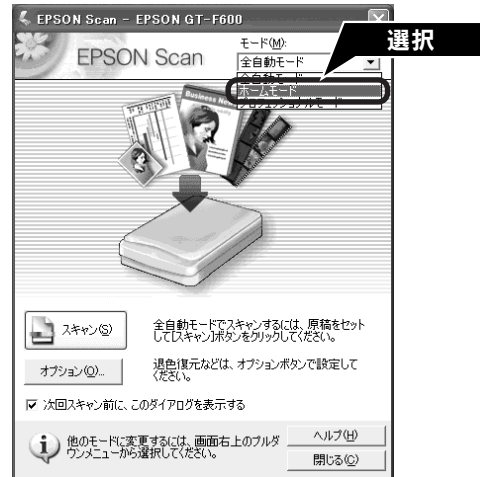 EPSON Scan - EPSON GT-F600
選択
EPSON Scan
モード(M):
全自動モード
全自動モード
ホームモード
プロフェッショナルモード
Business News
スキャン(S)
全自動モードでスキャンするには、原稿をセット
して[スキャン]ボタンをクリックしてください。
オプション(O)...
退色復元などは、オプションボタンで設定して
ください。
次回スキャン前に、このダイアログを表示する
他のモードに変更するには、画面右上のプルダ
ウンメニューから選択してください。
ヘルプ(H)
閉じる(C)